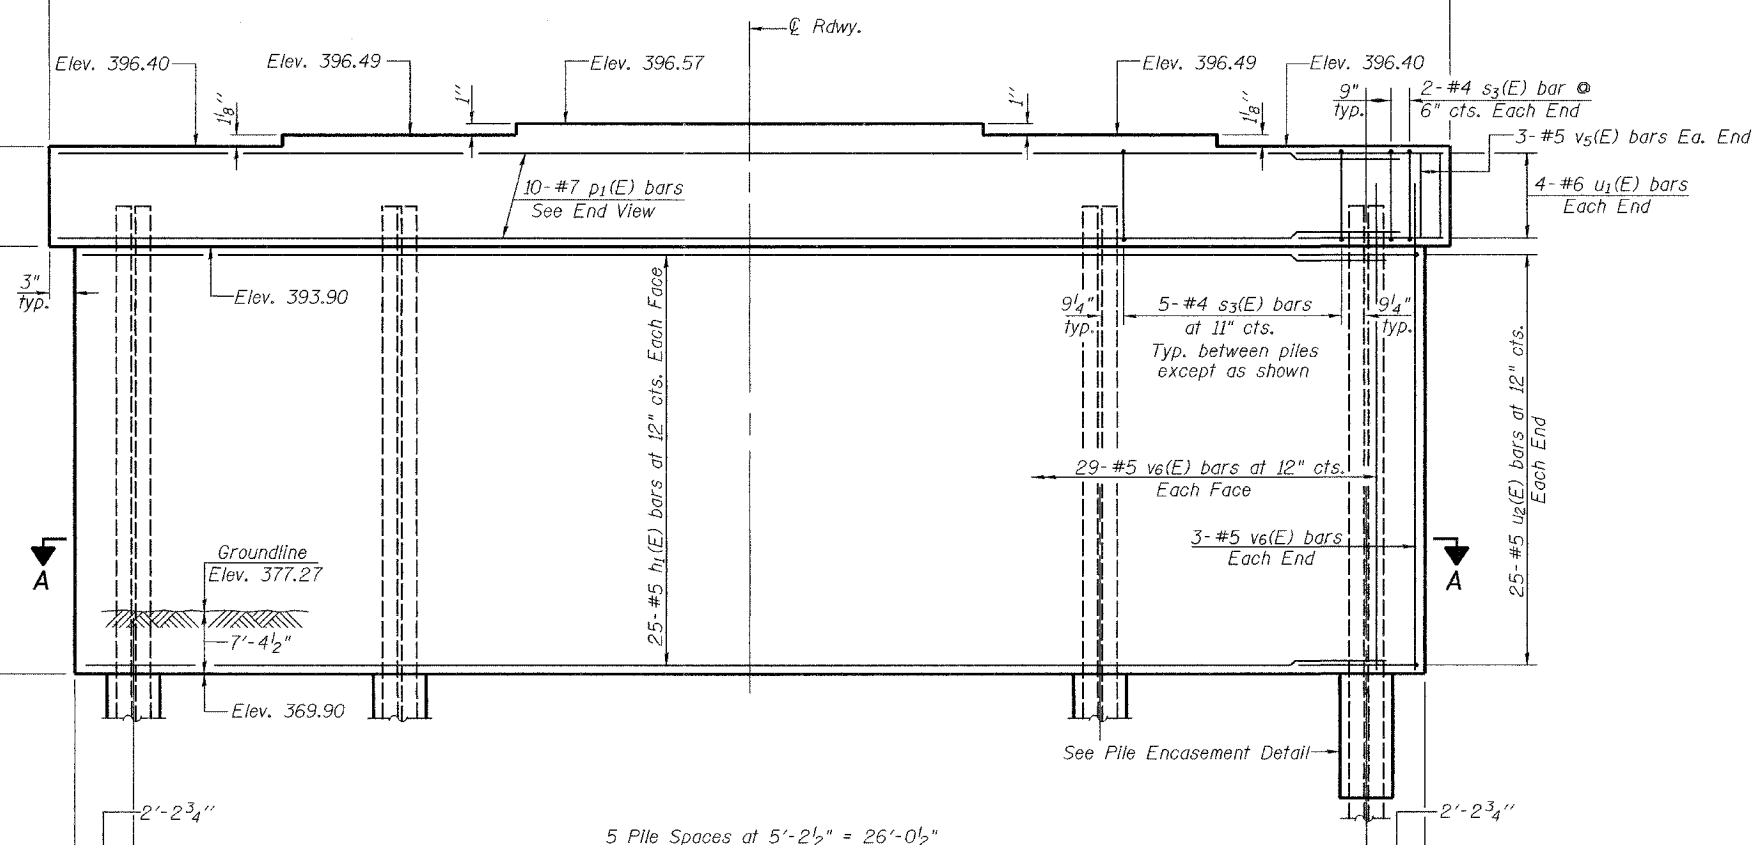 ℄ Rdwy.
Elev. 396.40
Elev. 396.49
Elev. 396.57
Elev. 396.49
Elev. 396.40
1⅛"
1"
1"
1⅛"
9"
typ.
2-#4 s3(E) bar @
6" cts. Each End
3-#5 v5(E) bars Ea. End
10-#7 p1(E) bars
See End View
4-#6 u1(E) bars
Each End
3"
typ.
Elev. 393.90
9¼"
typ.
5-#4 s3(E) bars
at 11" cts.
Typ. between piles
except as shown
9¼"
typ.
25-#5 h1(E) bars at 12" cts. Each Face
29-#5 v6(E) bars at 12" cts.
Each Face
3-#5 v6(E) bars
Each End
25-#5 u2(E) bars at 12" cts.
Each End
A
A
Groundline
Elev. 377.27
7'-4½"
Elev. 369.90
See Pile Encasement Detail
2'-2¾"
2'-2¾"
5 Pile Spaces at 5'-2½" = 26'-0½"